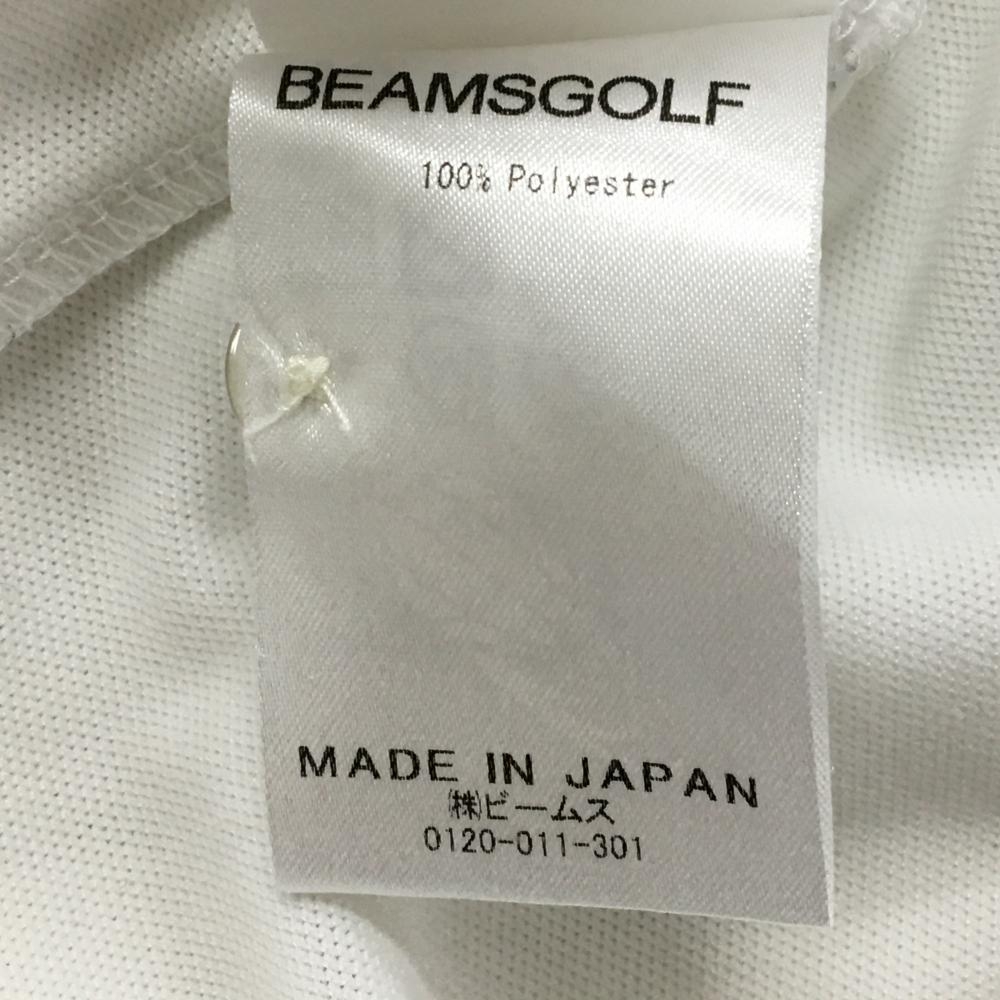 BEAMSGOLF
100% Polyester
MADE IN JAPAN
㈱ビームス
0120-011-301